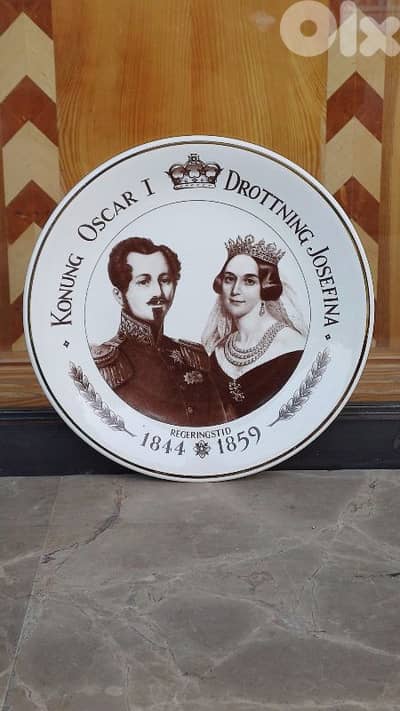 OLX
KONUNG OSCAR I DROTTNING JOSEFINA
REGERINGSTID
1844 1859